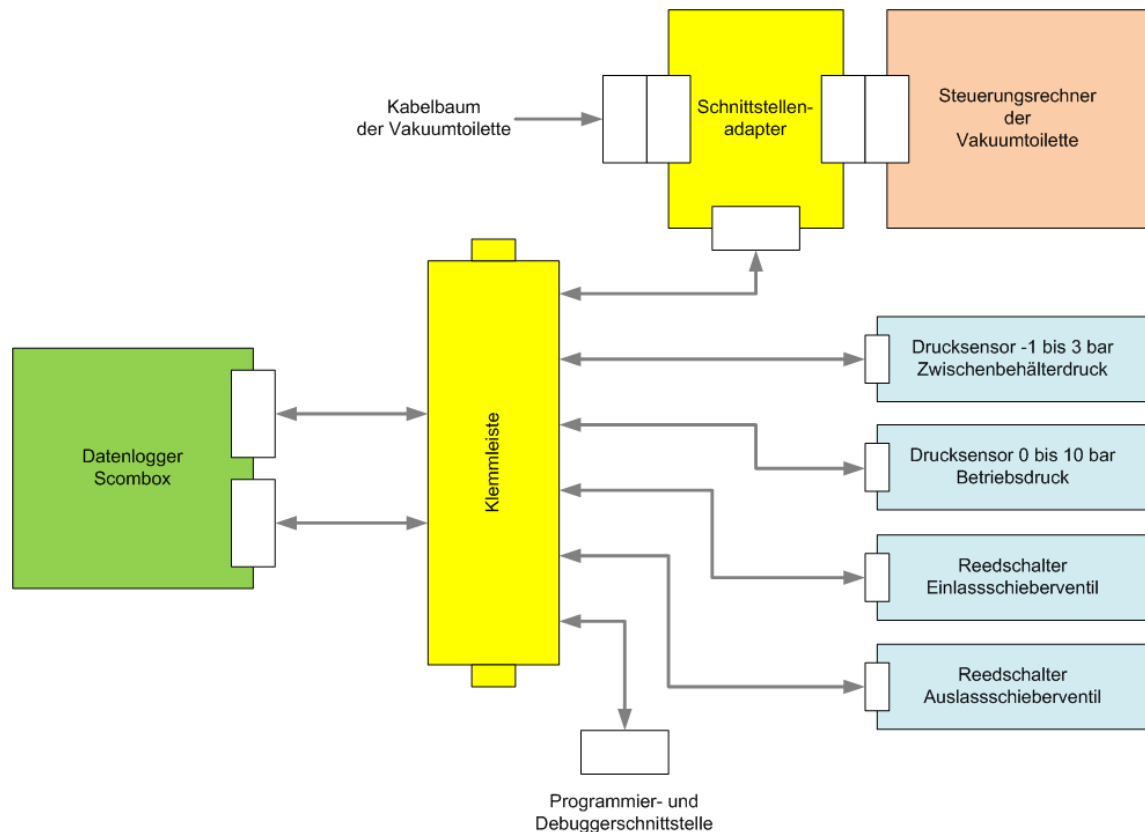 Kabelbaum
der Vakuumtoilette
Schnittstellen-
adapter
Steuerungsrechner
der
Vakuumtoilette
Datenlogger
Scombox
Klemmleiste
Drucksensor -1 bis 3 bar
Zwischenbehälterdruck
Drucksensor 0 bis 10 bar
Betriebsdruck
Reedschalter
Einlassschieberventil
Reedschalter
Auslassschieberventil
Programmier- und
Debuggerschnittstelle